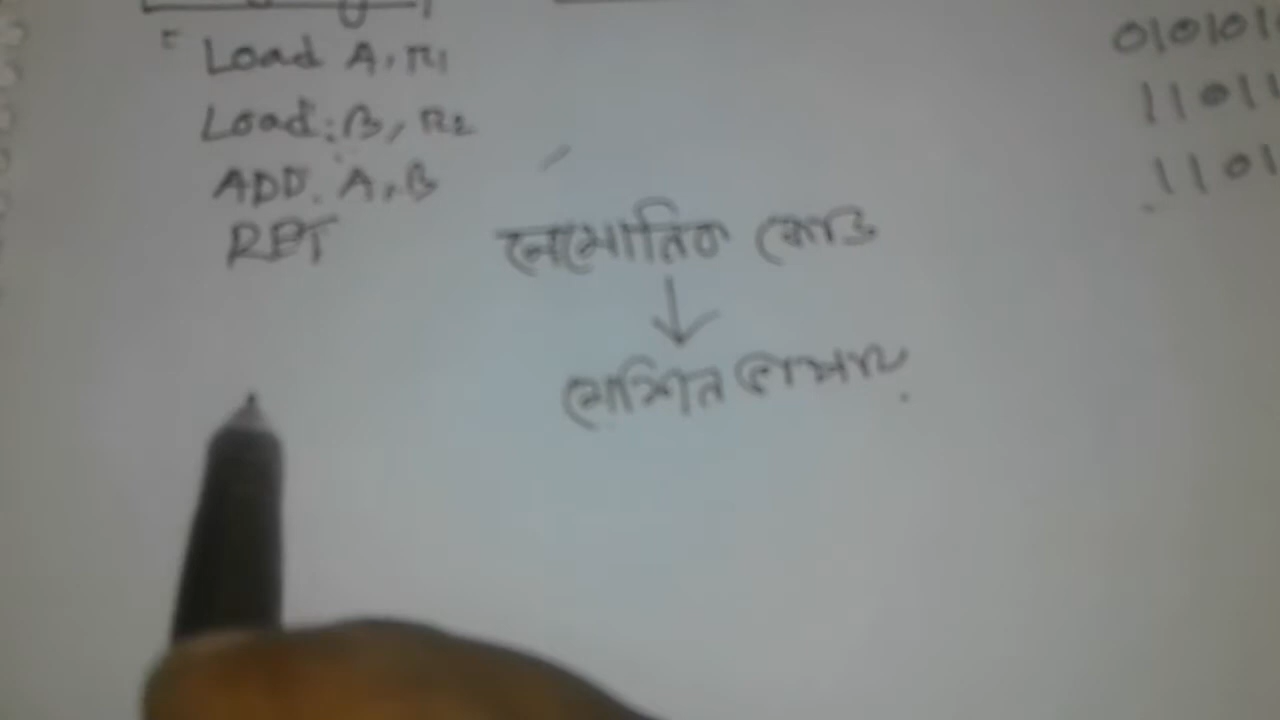 Load A, R1
Load: B, R2
ADD. A, B
RET
নেমোনিক কোড
↓
মেশিন
010101
11011
1101